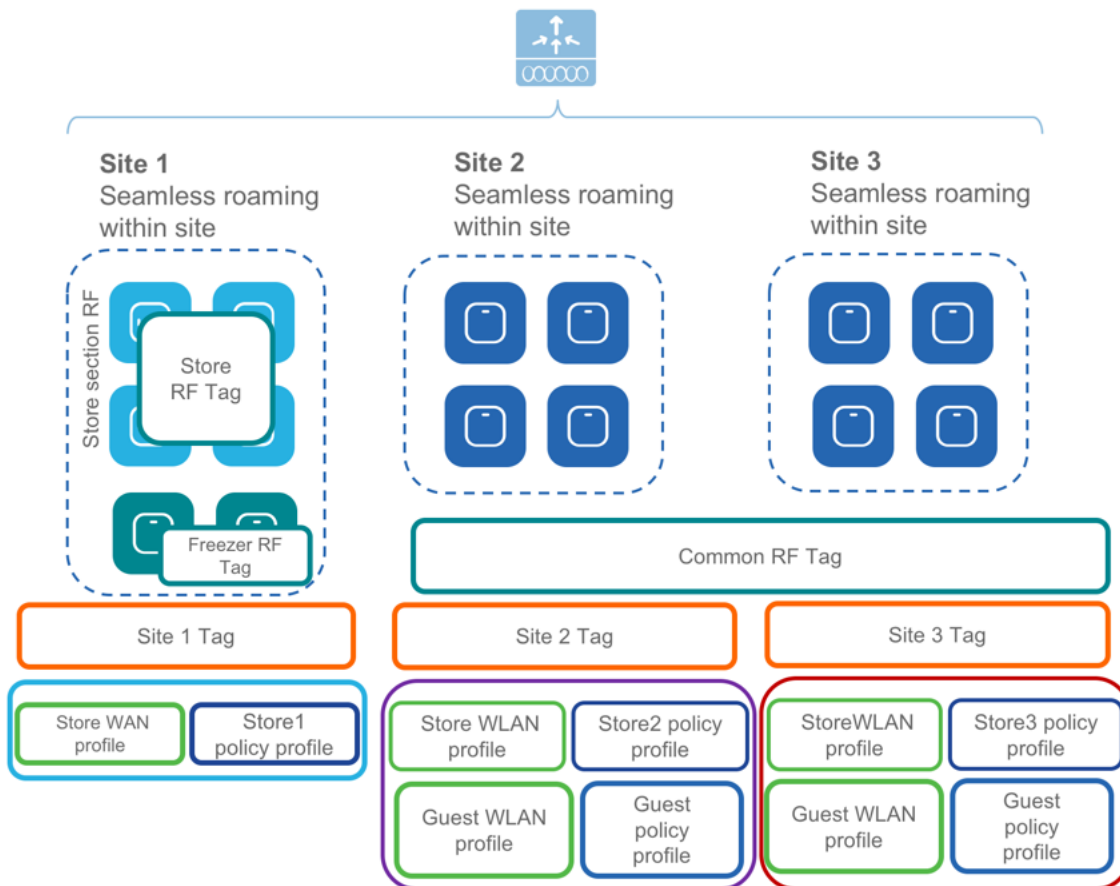 Site 1
Seamless roaming
within site
Site 2
Seamless roaming
within site
Site 3
Seamless roaming
within site
Store section RF
Store
RF Tag
Freezer RF
Tag
Common RF Tag
Site 1 Tag
Site 2 Tag
Site 3 Tag
Store WAN
profile
Store1
policy profile
Store WLAN
profile
Store2 policy
profile
Guest WLAN
profile
Guest
policy
profile
StoreWLAN
profile
Store3 policy
profile
Guest WLAN
profile
Guest
policy
profile